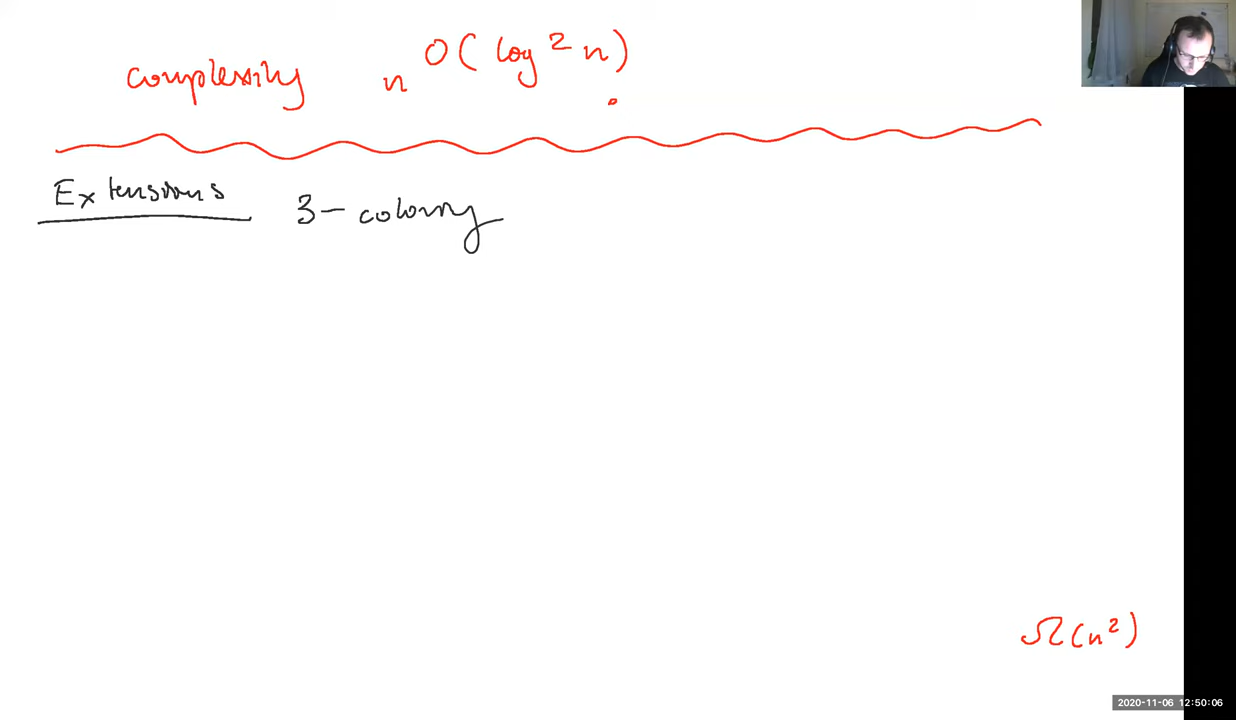 complexity n^O(log^2 n)
Extensions 3-coloring
Ω(n^2)
2020-11-06 12:50:06